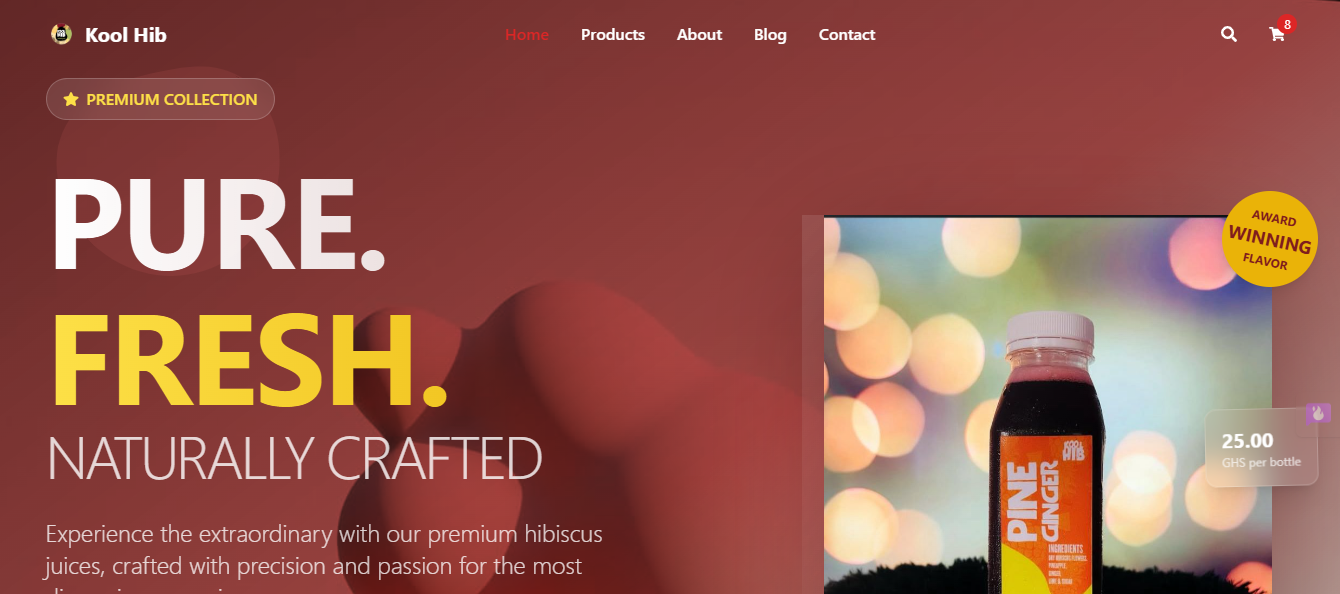 Kool Hib
Home
Products
About
Blog
Contact
8
PREMIUM COLLECTION
PURE.
FRESH.
NATURALLY CRAFTED
Experience the extraordinary with our premium hibiscus
juices, crafted with precision and passion for the most
AWARD
WINNING
FLAVOR
25.00
GHS per bottle
KOOL
HIB
PINE
GINGER
INGREDIENTS
PINEAPPLE,
GINGER,